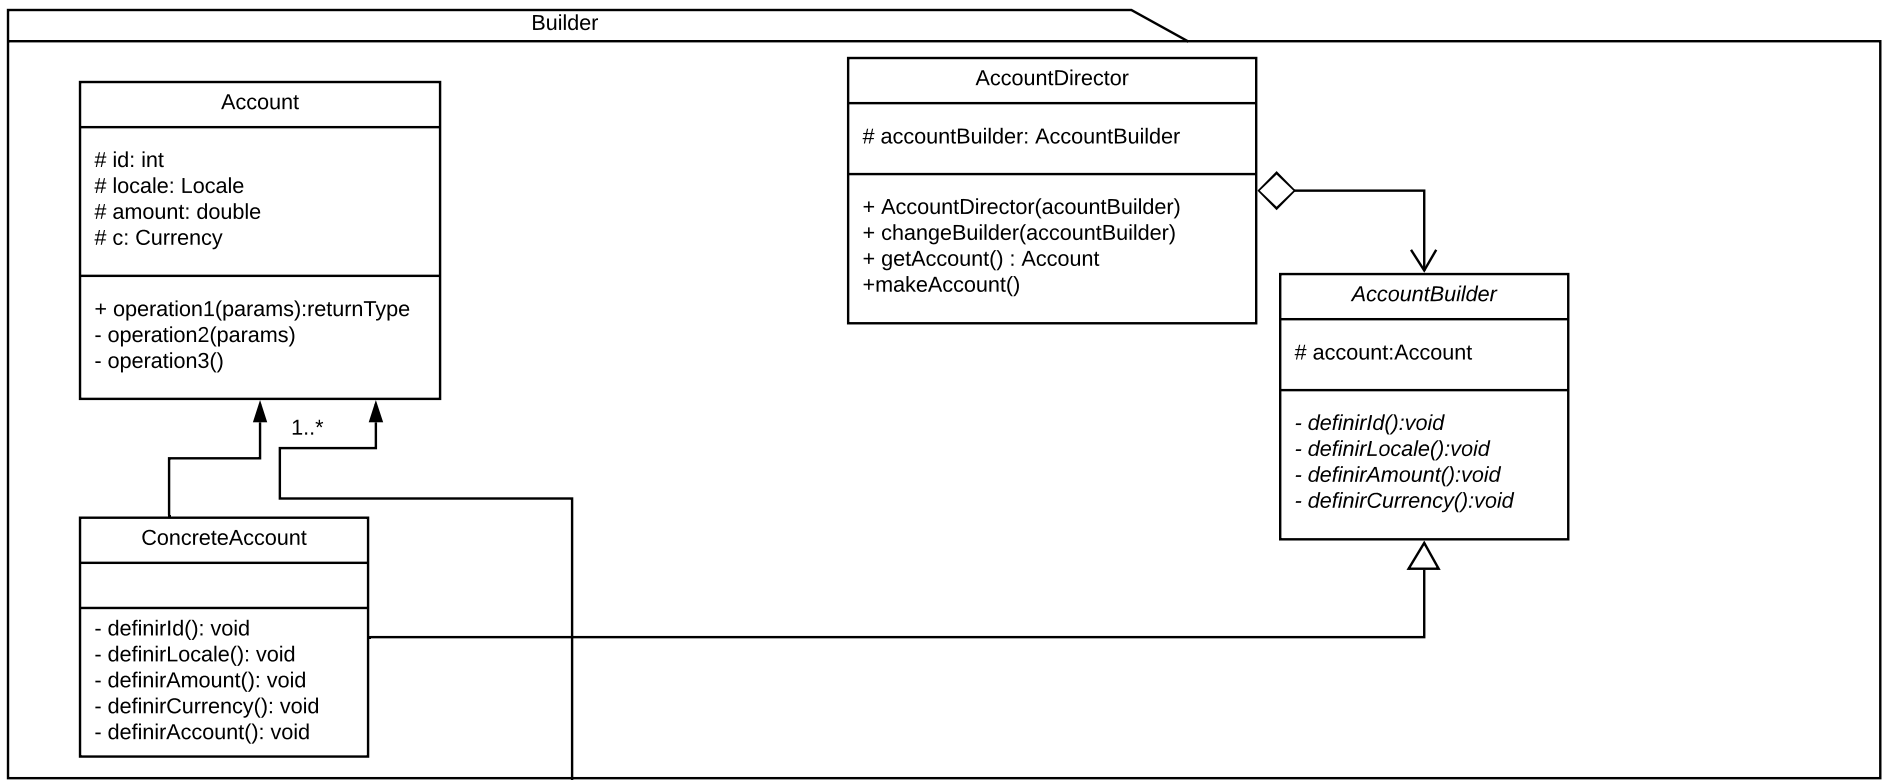 Builder
Account
# id: int
# locale: Locale
# amount: double
# c: Currency
+ operation1(params):returnType
- operation2(params)
- operation3()
AccountDirector
# accountBuilder: AccountBuilder
+ AccountDirector(acountBuilder)
+ changeBuilder(accountBuilder)
+ getAccount() : Account
+makeAccount()
AccountBuilder
# account:Account
- definirId():void
- definirLocale():void
- definirAmount():void
- definirCurrency():void
1..*
ConcreteAccount
- definirId(): void
- definirLocale(): void
- definirAmount(): void
- definirCurrency(): void
- definirAccount(): void